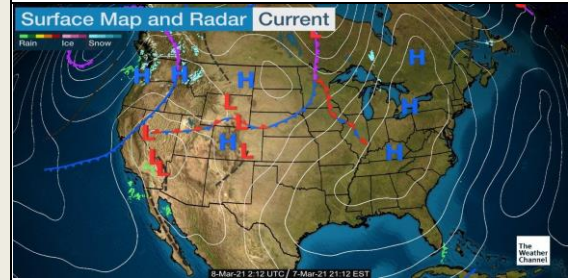 Surface Map and Radar Current
Rain Ice Snow
H
H H H
L H
L
L H L H
L
L
The
Weather
Channel
8-Mar-21 2:12 UTC / 7-Mar-21 21:12 EST